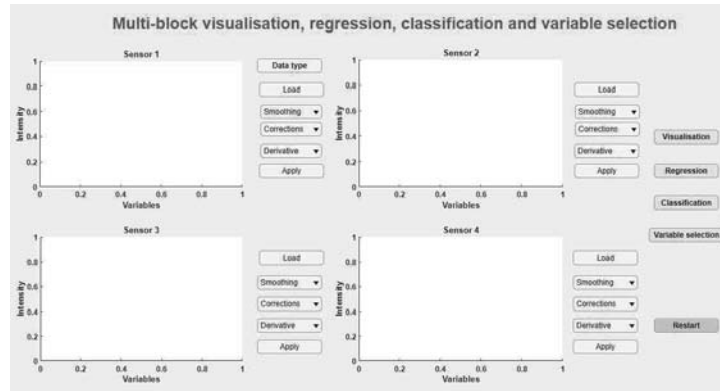 Multi-block visualisation, regression, classification and variable selection
Sensor 1
1
0.8
0.6
0.4
0.2
0
Intensity
0
0.2
0.4
0.6
0.8
1
Variables
Data type
Load
Smoothing
Corrections
Derivative
Apply
Sensor 2
1
0.8
0.6
0.4
0.2
0
Intensity
0
0.2
0.4
0.6
0.8
1
Variables
Load
Smoothing
Corrections
Derivative
Apply
Visualisation
Regression
Classification
Variable selection
Sensor 3
1
0.8
0.6
0.4
0.2
0
Intensity
0
0.2
0.4
0.6
0.8
1
Variables
Load
Smoothing
Corrections
Derivative
Apply
Sensor 4
1
0.8
0.6
0.4
0.2
0
Intensity
0
0.2
0.4
0.6
0.8
1
Variables
Load
Smoothing
Corrections
Derivative
Apply
Restart